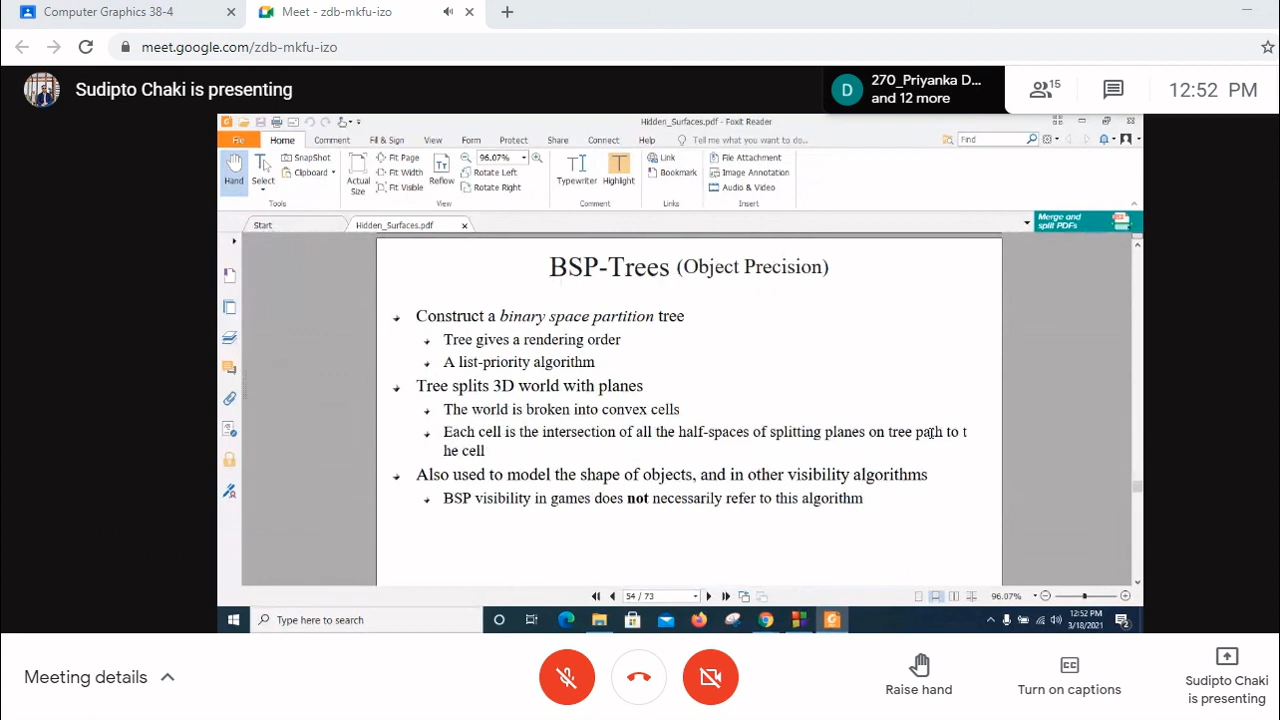 Computer Graphics 38-4
Meet - zdb-mkfu-izo
meet.google.com/zdb-mkfu-izo
Sudipto Chaki is presenting
D
270_Priyanka D...
and 12 more
15
12:52 PM
Hidden_Surfaces.pdf - Foxit Reader
File Home Comment Fill & Sign View Form Protect Share Connect Help Tell me what you want to do... Find
Hand
Select
SnapShot
Clipboard
Tools
Actual Size
Fit Page
Fit Width
Fit Visible
Reflow
96.07%
Rotate Left
Rotate Right
View
Typewriter
Highlight
Comment
Link
Bookmark
Links
File Attachment
Image Annotation
Audio & Video
Insert
Start
Hidden_Surfaces.pdf
Merge and
split PDFs
BSP-Trees (Object Precision)
Construct a binary space partition tree
Tree gives a rendering order
A list-priority algorithm
Tree splits 3D world with planes
The world is broken into convex cells
Each cell is the intersection of all the half-spaces of splitting planes on tree path to t
he cell
Also used to model the shape of objects, and in other visibility algorithms
BSP visibility in games does not necessarily refer to this algorithm
54 / 73
96.07%
Type here to search
12:52 PM
3/18/2021
2
Meeting details
Raise hand
Turn on captions
Sudipto Chaki
is presenting